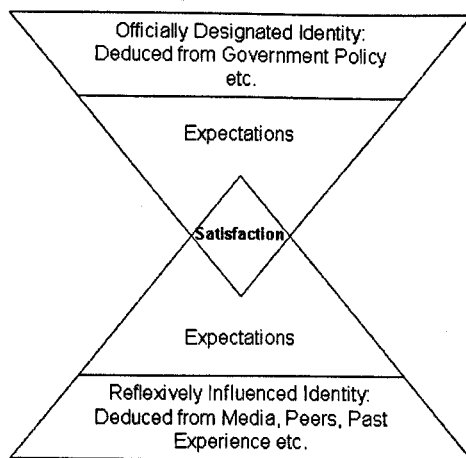 Officially Designated Identity:
Deduced from Government Policy
etc.
Expectations
Satisfaction
Expectations
Reflexively Influenced Identity:
Deduced from Media, Peers, Past
Experience etc.